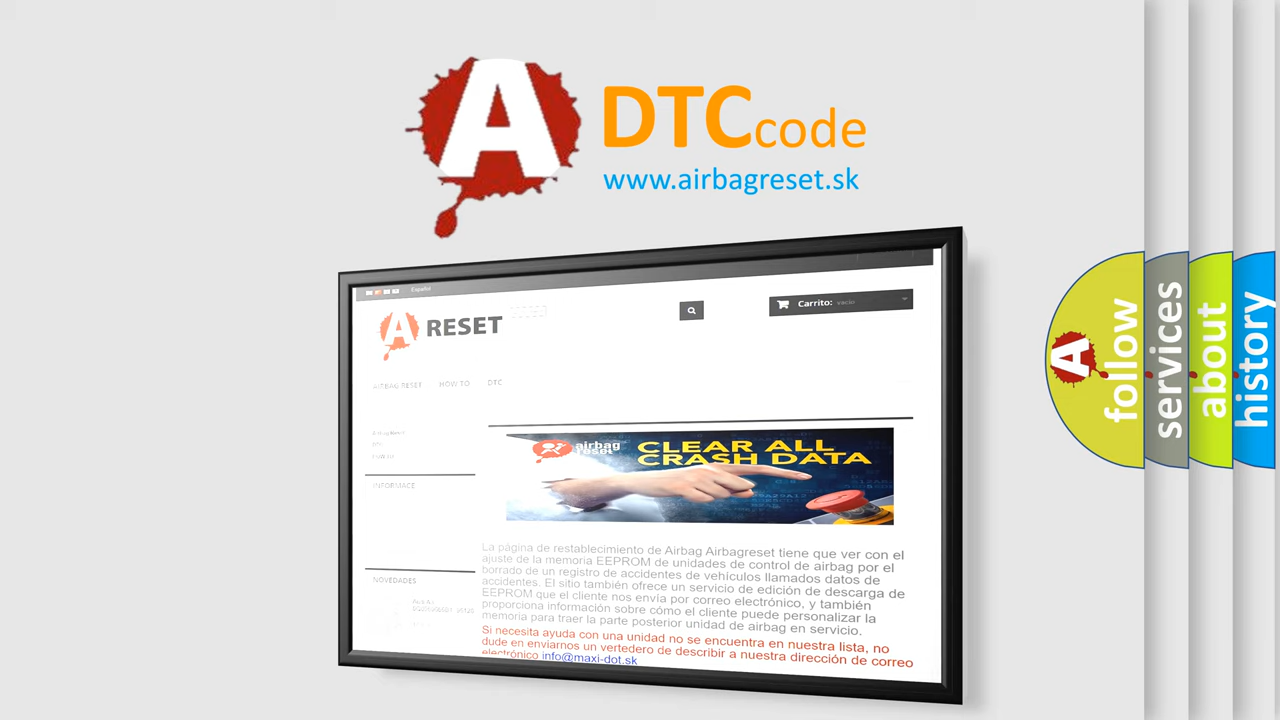 A DTCcode
www.airbagreset.sk
Español
A RESET
Carrito: vacío
AIRBAG RESET HOW TO DTC
INFORMACE
airbag
reset
CLEAR ALL
CRASH DATA
La página de restablecimiento de Airbag Airbagreset tiene que ver con el
ajuste de la memoria EEPROM de unidades de control de airbag por el
borrado de un registro de accidentes de vehículos llamados datos de
accidentes. El sitio también ofrece un servicio de edición de descarga de
EEPROM que el cliente nos envía por correo electrónico, y también
proporciona información sobre cómo el cliente puede personalizar la
memoria para traer la parte posterior unidad de airbag en servicio.
Si necesita ayuda con una unidad no se encuentra en nuestra lista, no
dude en enviarnos un vertedero de describir a nuestra dirección de correo
electrónico info@maxi-dot.sk
NOVEDADES
A follow
services
about
history